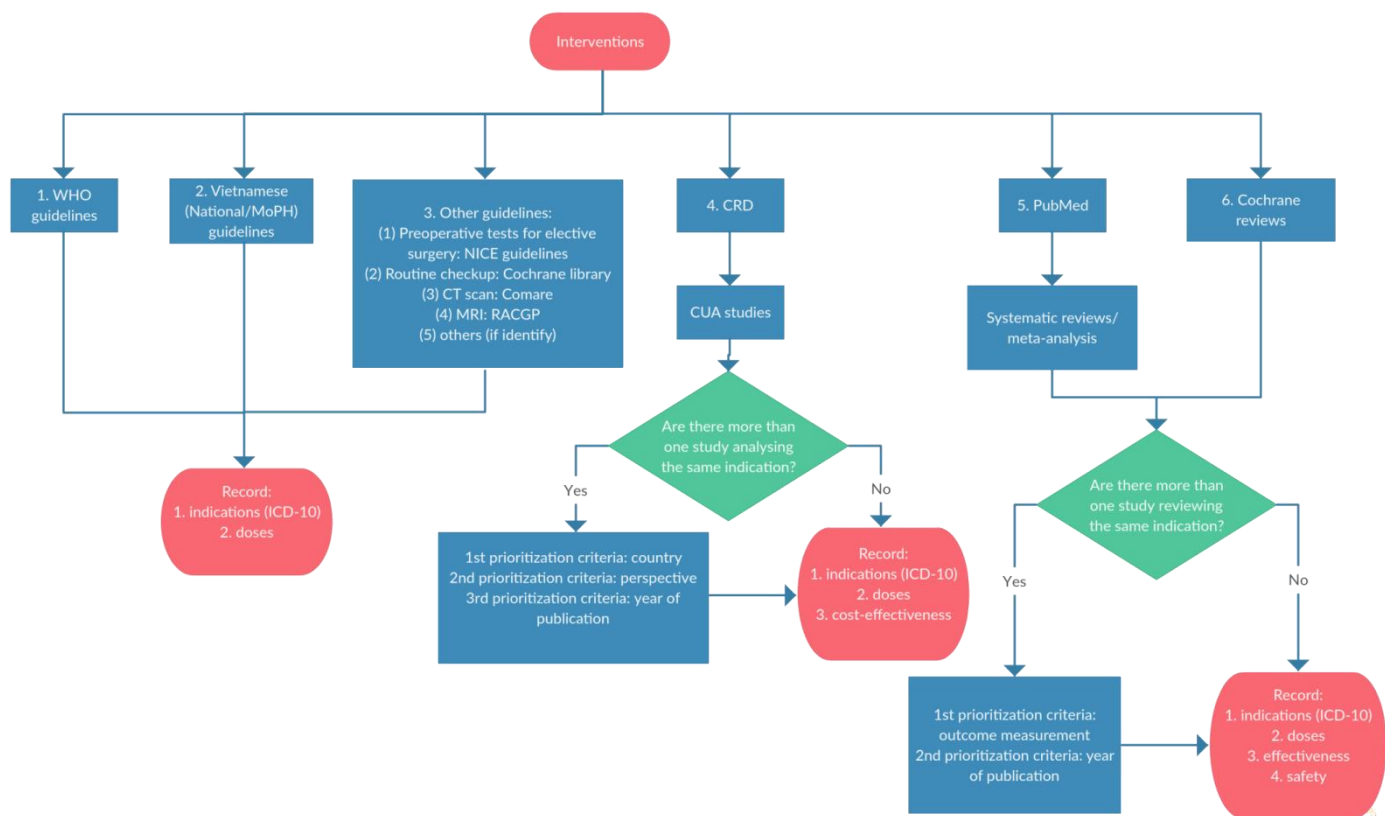 Interventions
1. WHO
guidelines
2. Vietnamese
(National/MoPH)
guidelines
3. Other guidelines:
(1) Preoperative tests for elective
surgery: NICE guidelines
(2) Routine checkup: Cochrane library
(3) CT scan: Comare
(4) MRI: RACGP
(5) others (if identify)
4. CRD
5. PubMed
6. Cochrane
reviews
CUA studies
Systematic reviews/
meta-analysis
Are there more than
one study analysing
the same indication?
Yes
No
Record:
1. indications (ICD-10)
2. doses
1st prioritization criteria: country
2nd prioritization criteria: perspective
3rd prioritization criteria: year of
publication
Record:
1. indications (ICD-10)
2. doses
3. cost-effectiveness
Are there more than
one study reviewing
the same indication?
Yes
No
1st prioritization criteria:
outcome measurement
2nd prioritization criteria: year
of publication
Record:
1. indications (ICD-10)
2. doses
3. effectiveness
4. safety